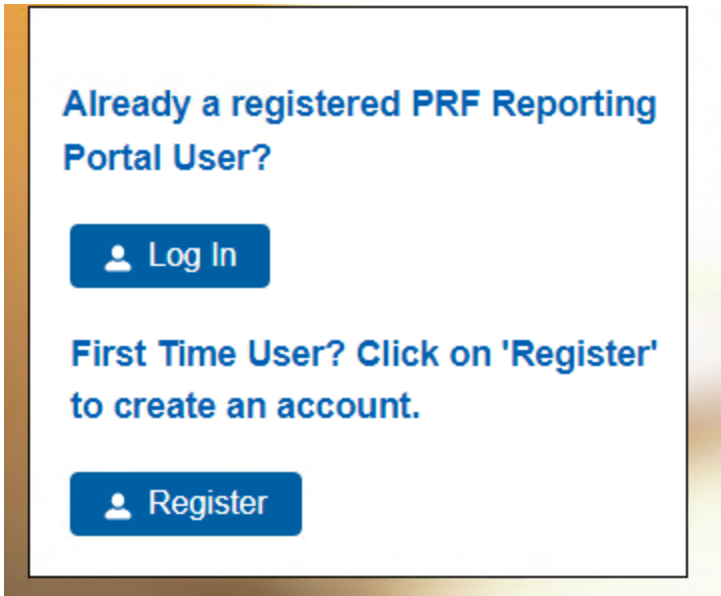 Already a registered PRF Reporting
Portal User?
Log In
First Time User? Click on 'Register'
to create an account.
Register